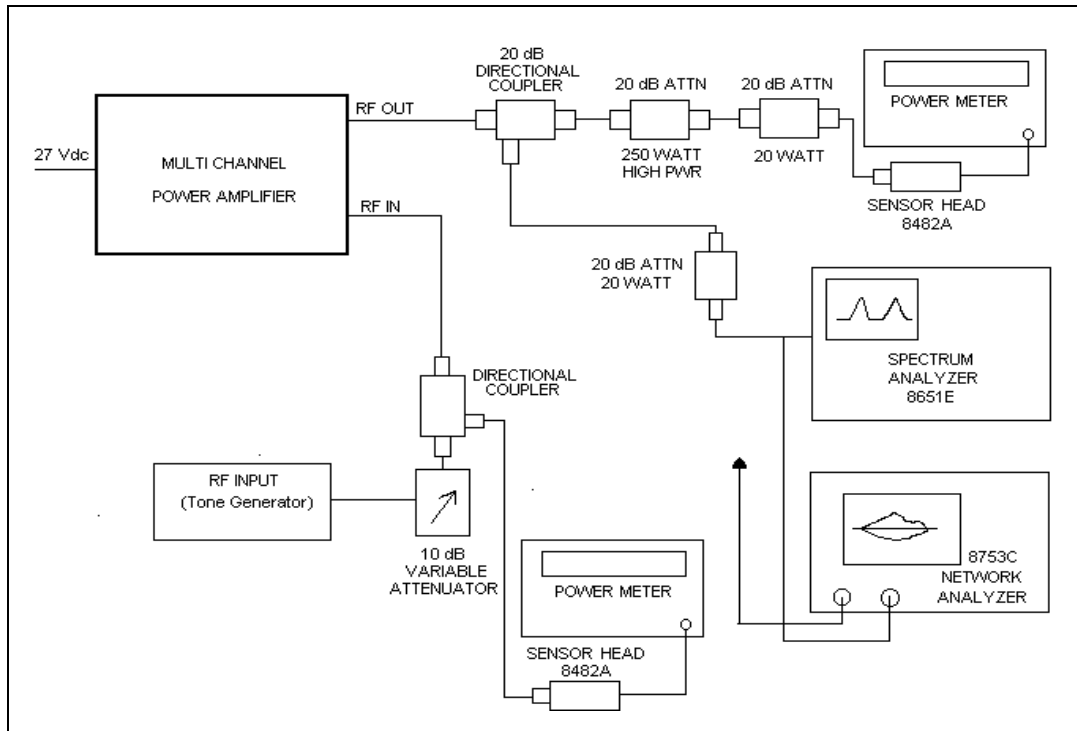 27 Vdc
MULTI CHANNEL
POWER AMPLIFIER
RF OUT
RF IN
20 dB
DIRECTIONAL
COUPLER
20 dB ATTN
250 WATT
HIGH PWR
20 dB ATTN
20 WATT
POWER METER
SENSOR HEAD
8482A
20 dB ATTN
20 WATT
SPECTRUM
ANALYZER
8651E
DIRECTIONAL
COUPLER
RF INPUT
(Tone Generator)
10 dB
VARIABLE
ATTENUATOR
POWER METER
SENSOR HEAD
8482A
8753C
NETWORK
ANALYZER